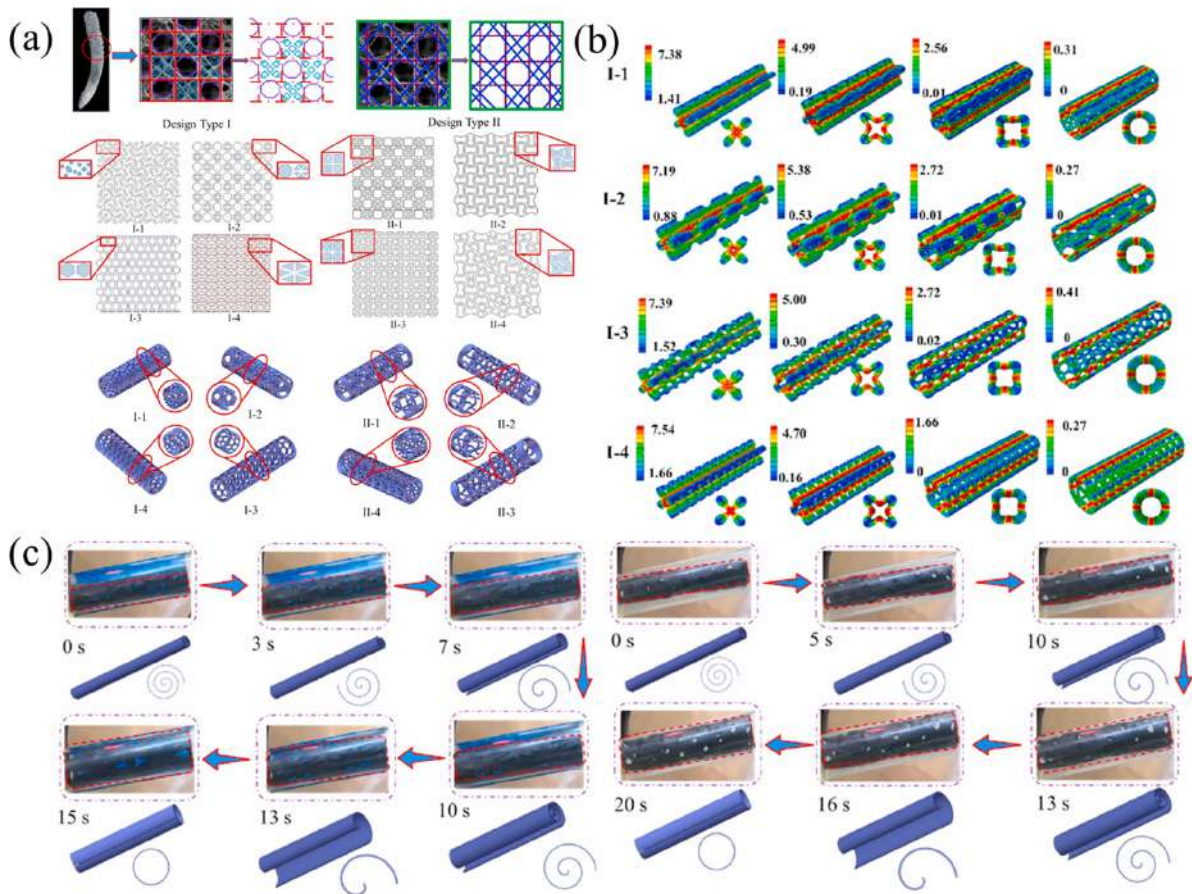 (a)
Design Type I
Design Type II
I-1
I-2
II-1
II-2
I-3
I-4
II-3
II-4
I-1
I-2
II-1
II-2
I-4
I-3
II-4
II-3
(b)
I-1
7.38
1.41
4.99
0.19
2.56
0.01
0.31
0
I-2
7.19
0.88
5.38
0.53
2.72
0.01
0.27
0
I-3
7.39
1.52
5.00
0.30
2.72
0.02
0.41
0
I-4
7.54
1.66
4.70
0.16
1.66
0
0.27
0
(c)
0 s
3 s
7 s
0 s
5 s
10 s
15 s
13 s
10 s
20 s
16 s
13 s